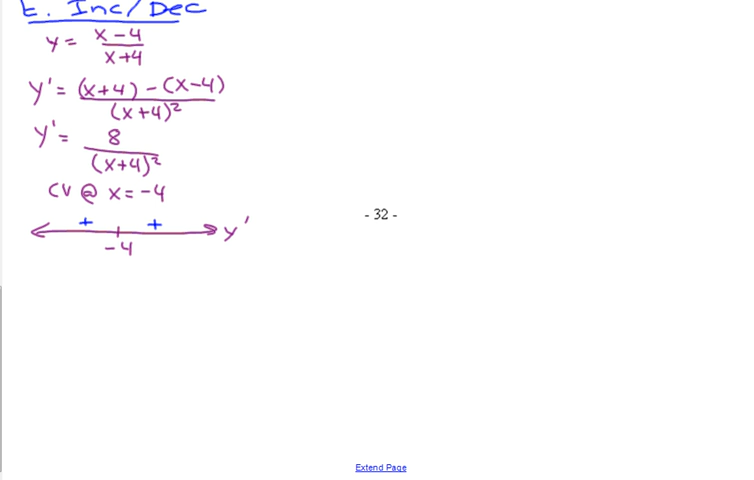 E. Inc/Dec
y = x-4/x+4
y' = (x+4) - (x-4)/(x+4)²
y' = 8/(x+4)²
CV @ x = -4
+ + y'
-4
- 32 -
Extend Page